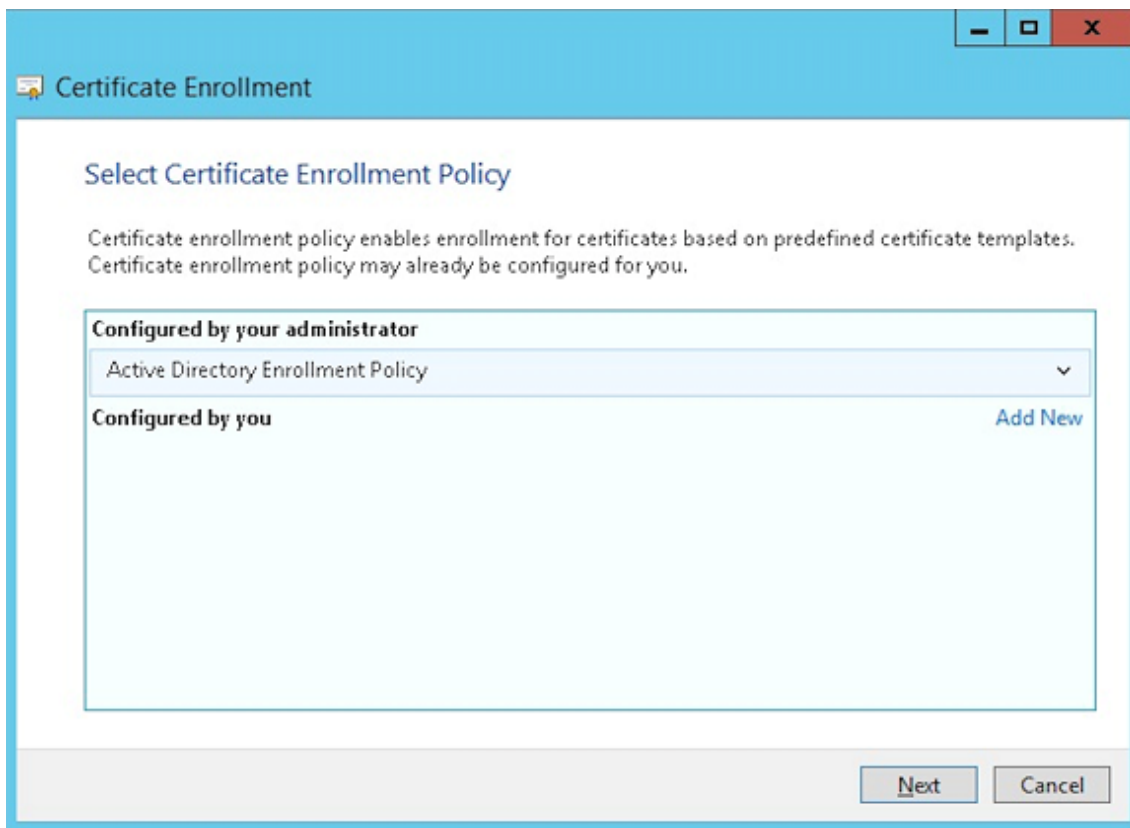 Certificate Enrollment
Select Certificate Enrollment Policy
Certificate enrollment policy enables enrollment for certificates based on predefined certificate templates.
Certificate enrollment policy may already be configured for you.
Configured by your administrator
Active Directory Enrollment Policy
Configured by you Add New
Next Cancel